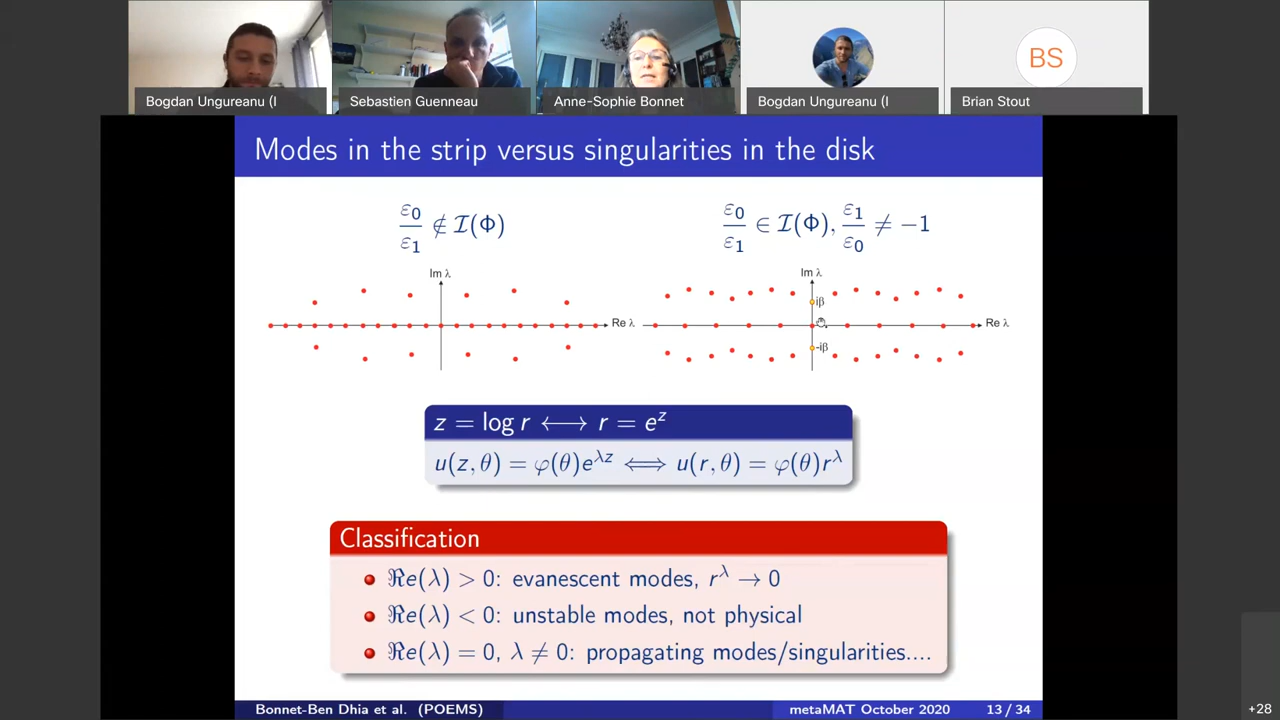 Bogdan Ungureanu (I
Sebastien Guenneau
Anne-Sophie Bonnet
Bogdan Ungureanu (I
BS
Brian Stout
Modes in the strip versus singularities in the disk
ε₀/ε₁ ∉ 𝓘(Φ)
ε₀/ε₁ ∈ 𝓘(Φ), ε₁/ε₀ ≠ −1
Im λ
Re λ
Im λ
iβ
Re λ
-iβ
z = log r ⟷ r = e^z
u(z, θ) = φ(θ)e^{λz} ⟺ u(r, θ) = φ(θ)r^λ
Classification
ℜe(λ) > 0: evanescent modes, r^λ → 0
ℜe(λ) < 0: unstable modes, not physical
ℜe(λ) = 0, λ ≠ 0: propagating modes/singularities....
Bonnet-Ben Dhia et al. (POEMS)
metaMAT October 2020
13 / 34
+28